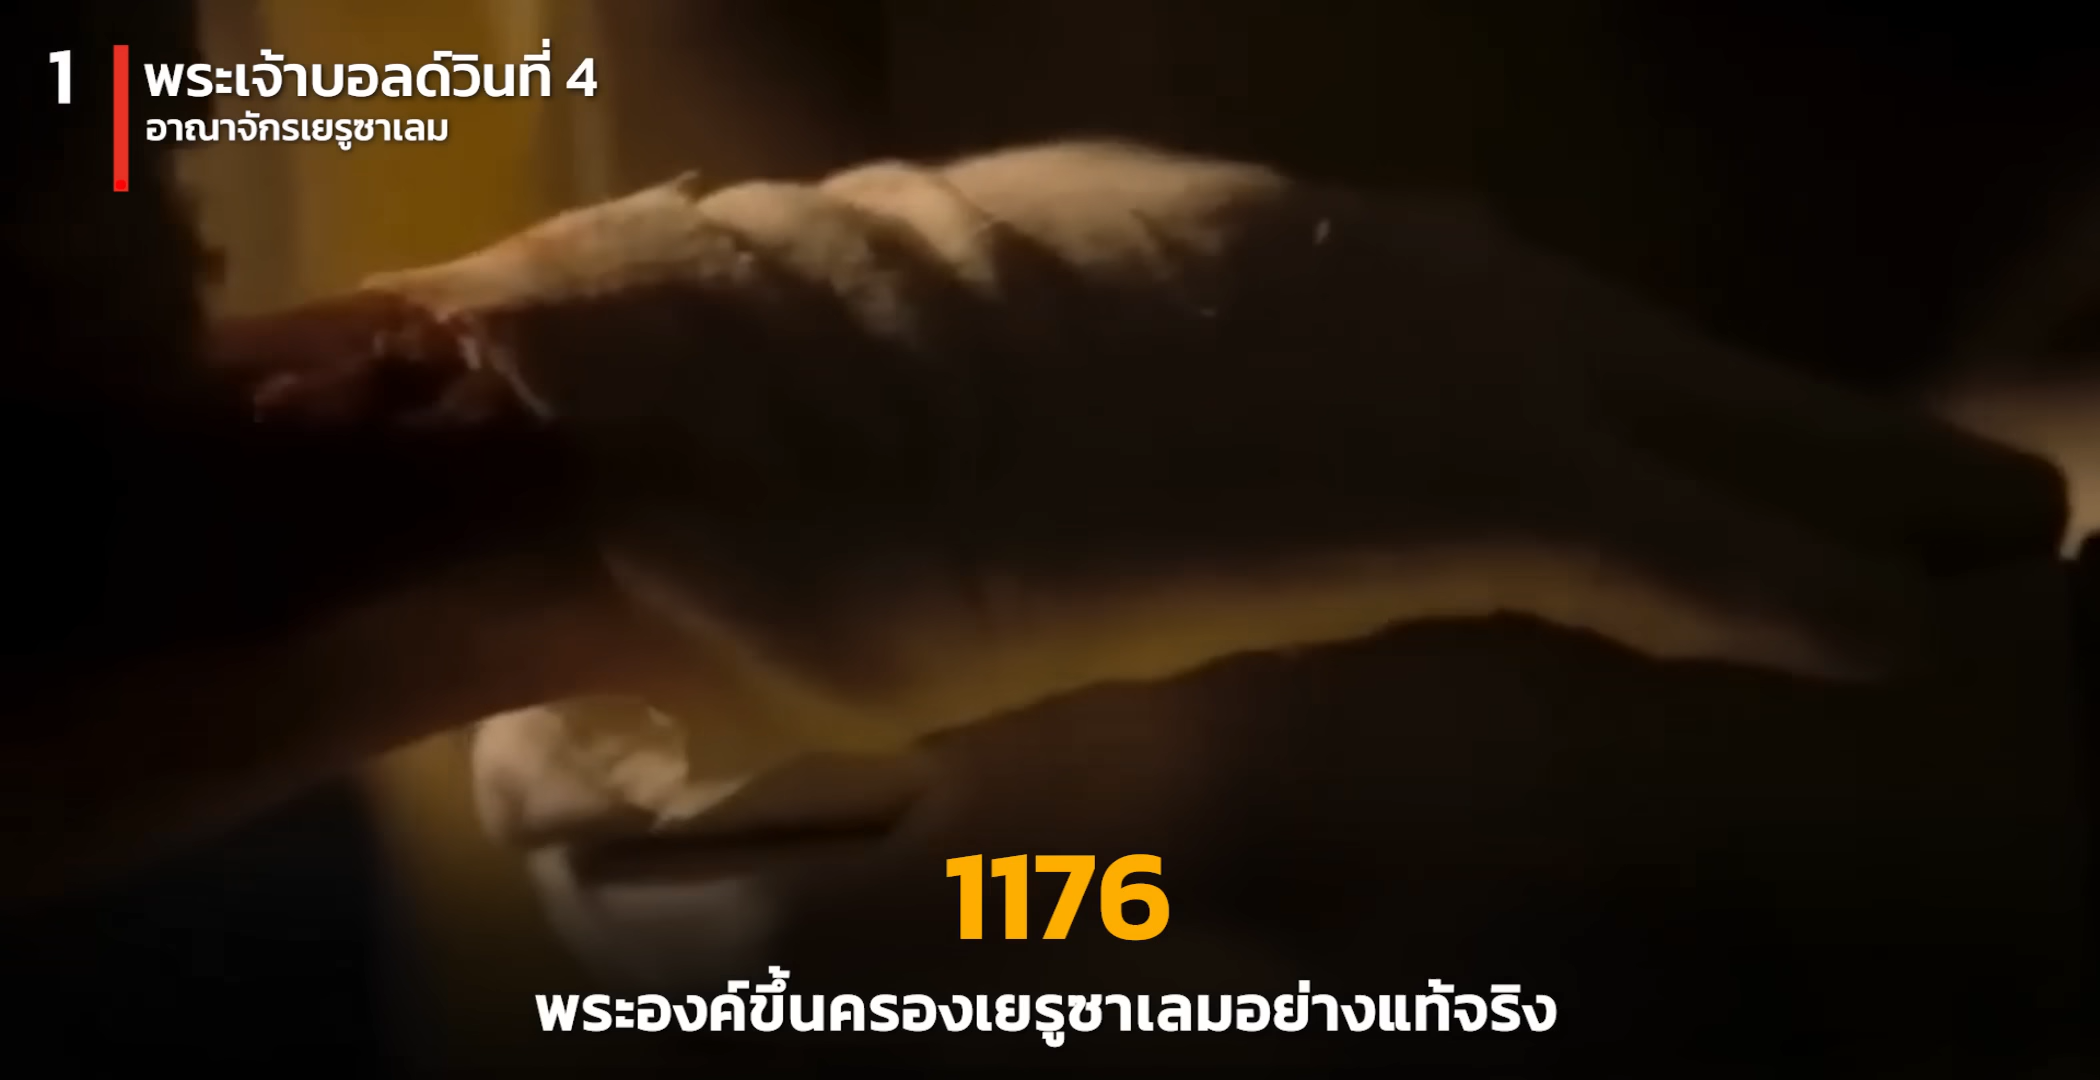 1
พระเจ้าบอลด์วินที่ 4
อาณาจักรเยรูซาเลม
1176
พระองค์ขึ้นครองเยรูซาเลมอย่างแท้จริง